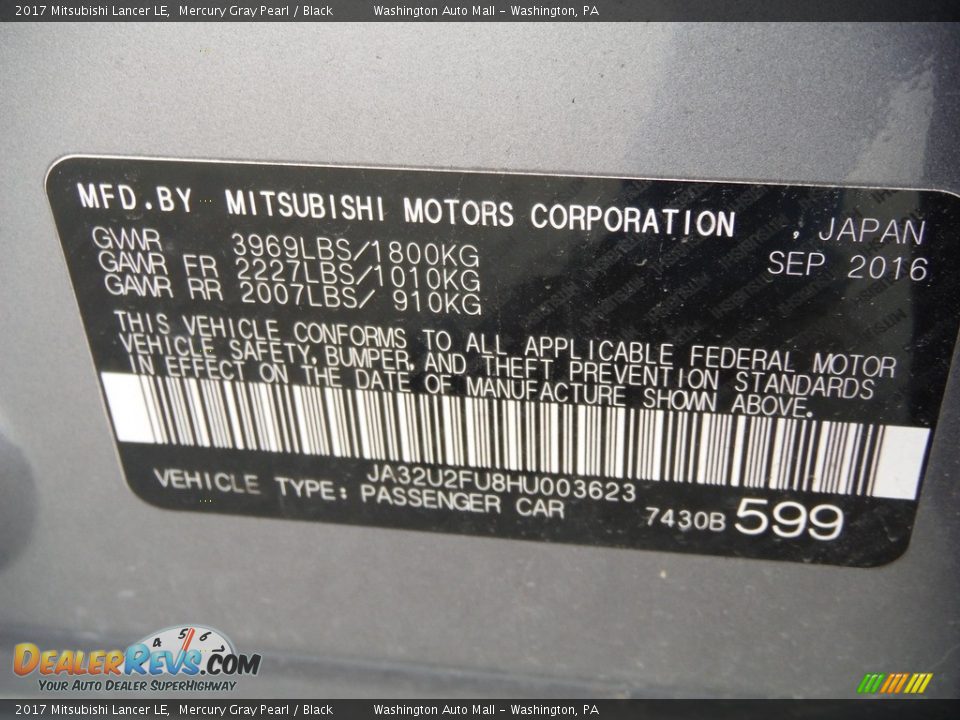 2017 Mitsubishi Lancer LE, Mercury Gray Pearl / Black Washington Auto Mall - Washington, PA
MFD.BY MITSUBISHI MOTORS CORPORATION , JAPAN
SEP 2016
GVWR 3969LBS/1800KG
GAWR FR 2227LBS/1010KG
GAWR RR 2007LBS/ 910KG
THIS VEHICLE CONFORMS TO ALL APPLICABLE FEDERAL MOTOR
VEHICLE SAFETY, BUMPER, AND THEFT PREVENTION STANDARDS
IN EFFECT ON THE DATE OF MANUFACTURE SHOWN ABOVE.
JA32U2FU8HU003623
VEHICLE TYPE: PASSENGER CAR
7430B 599
4 5 6
DealerRevs.com
Your Auto Dealer SuperHighway
2017 Mitsubishi Lancer LE, Mercury Gray Pearl / Black Washington Auto Mall - Washington, PA